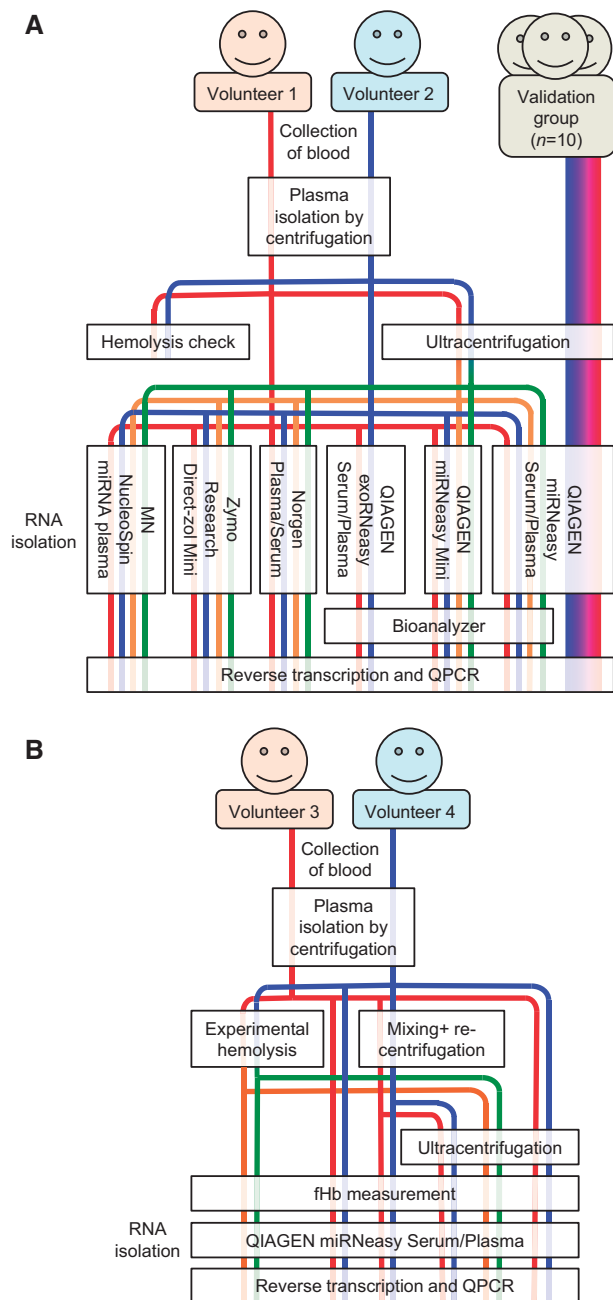 A
Volunteer 1
Volunteer 2
Validation
group
(n=10)
Collection
of blood
Plasma
isolation by
centrifugation
Hemolysis check
Ultracentrifugation
RNA
isolation
MN
NucleoSpin
miRNA plasma
Zymo
Research
Direct-zol Mini
Norgen
Plasma/Serum
QIAGEN
exoRNeasy
Serum/Plasma
QIAGEN
miRNeasy Mini
QIAGEN
miRNeasy
Serum/Plasma
Bioanalyzer
Reverse transcription and QPCR
B
Volunteer 3
Volunteer 4
Collection
of blood
Plasma
isolation by
centrifugation
Experimental
hemolysis
Mixing+ re-
centrifugation
Ultracentrifugation
fHb measurement
RNA
isolation
QIAGEN miRNeasy Serum/Plasma
Reverse transcription and QPCR